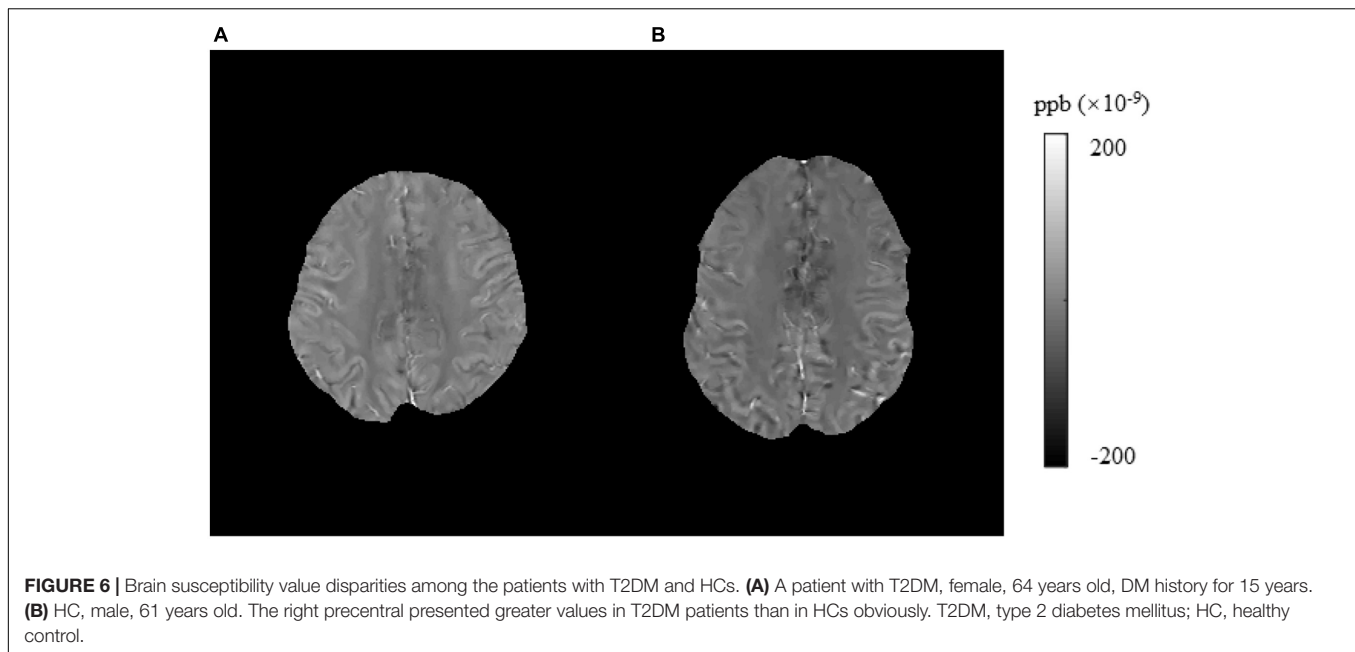 A
B
ppb (×10⁻⁹)
200
-200
FIGURE 6 | Brain susceptibility value disparities among the patients with T2DM and HCs. (A) A patient with T2DM, female, 64 years old, DM history for 15 years.
(B) HC, male, 61 years old. The right precentral presented greater values in T2DM patients than in HCs obviously. T2DM, type 2 diabetes mellitus; HC, healthy
control.